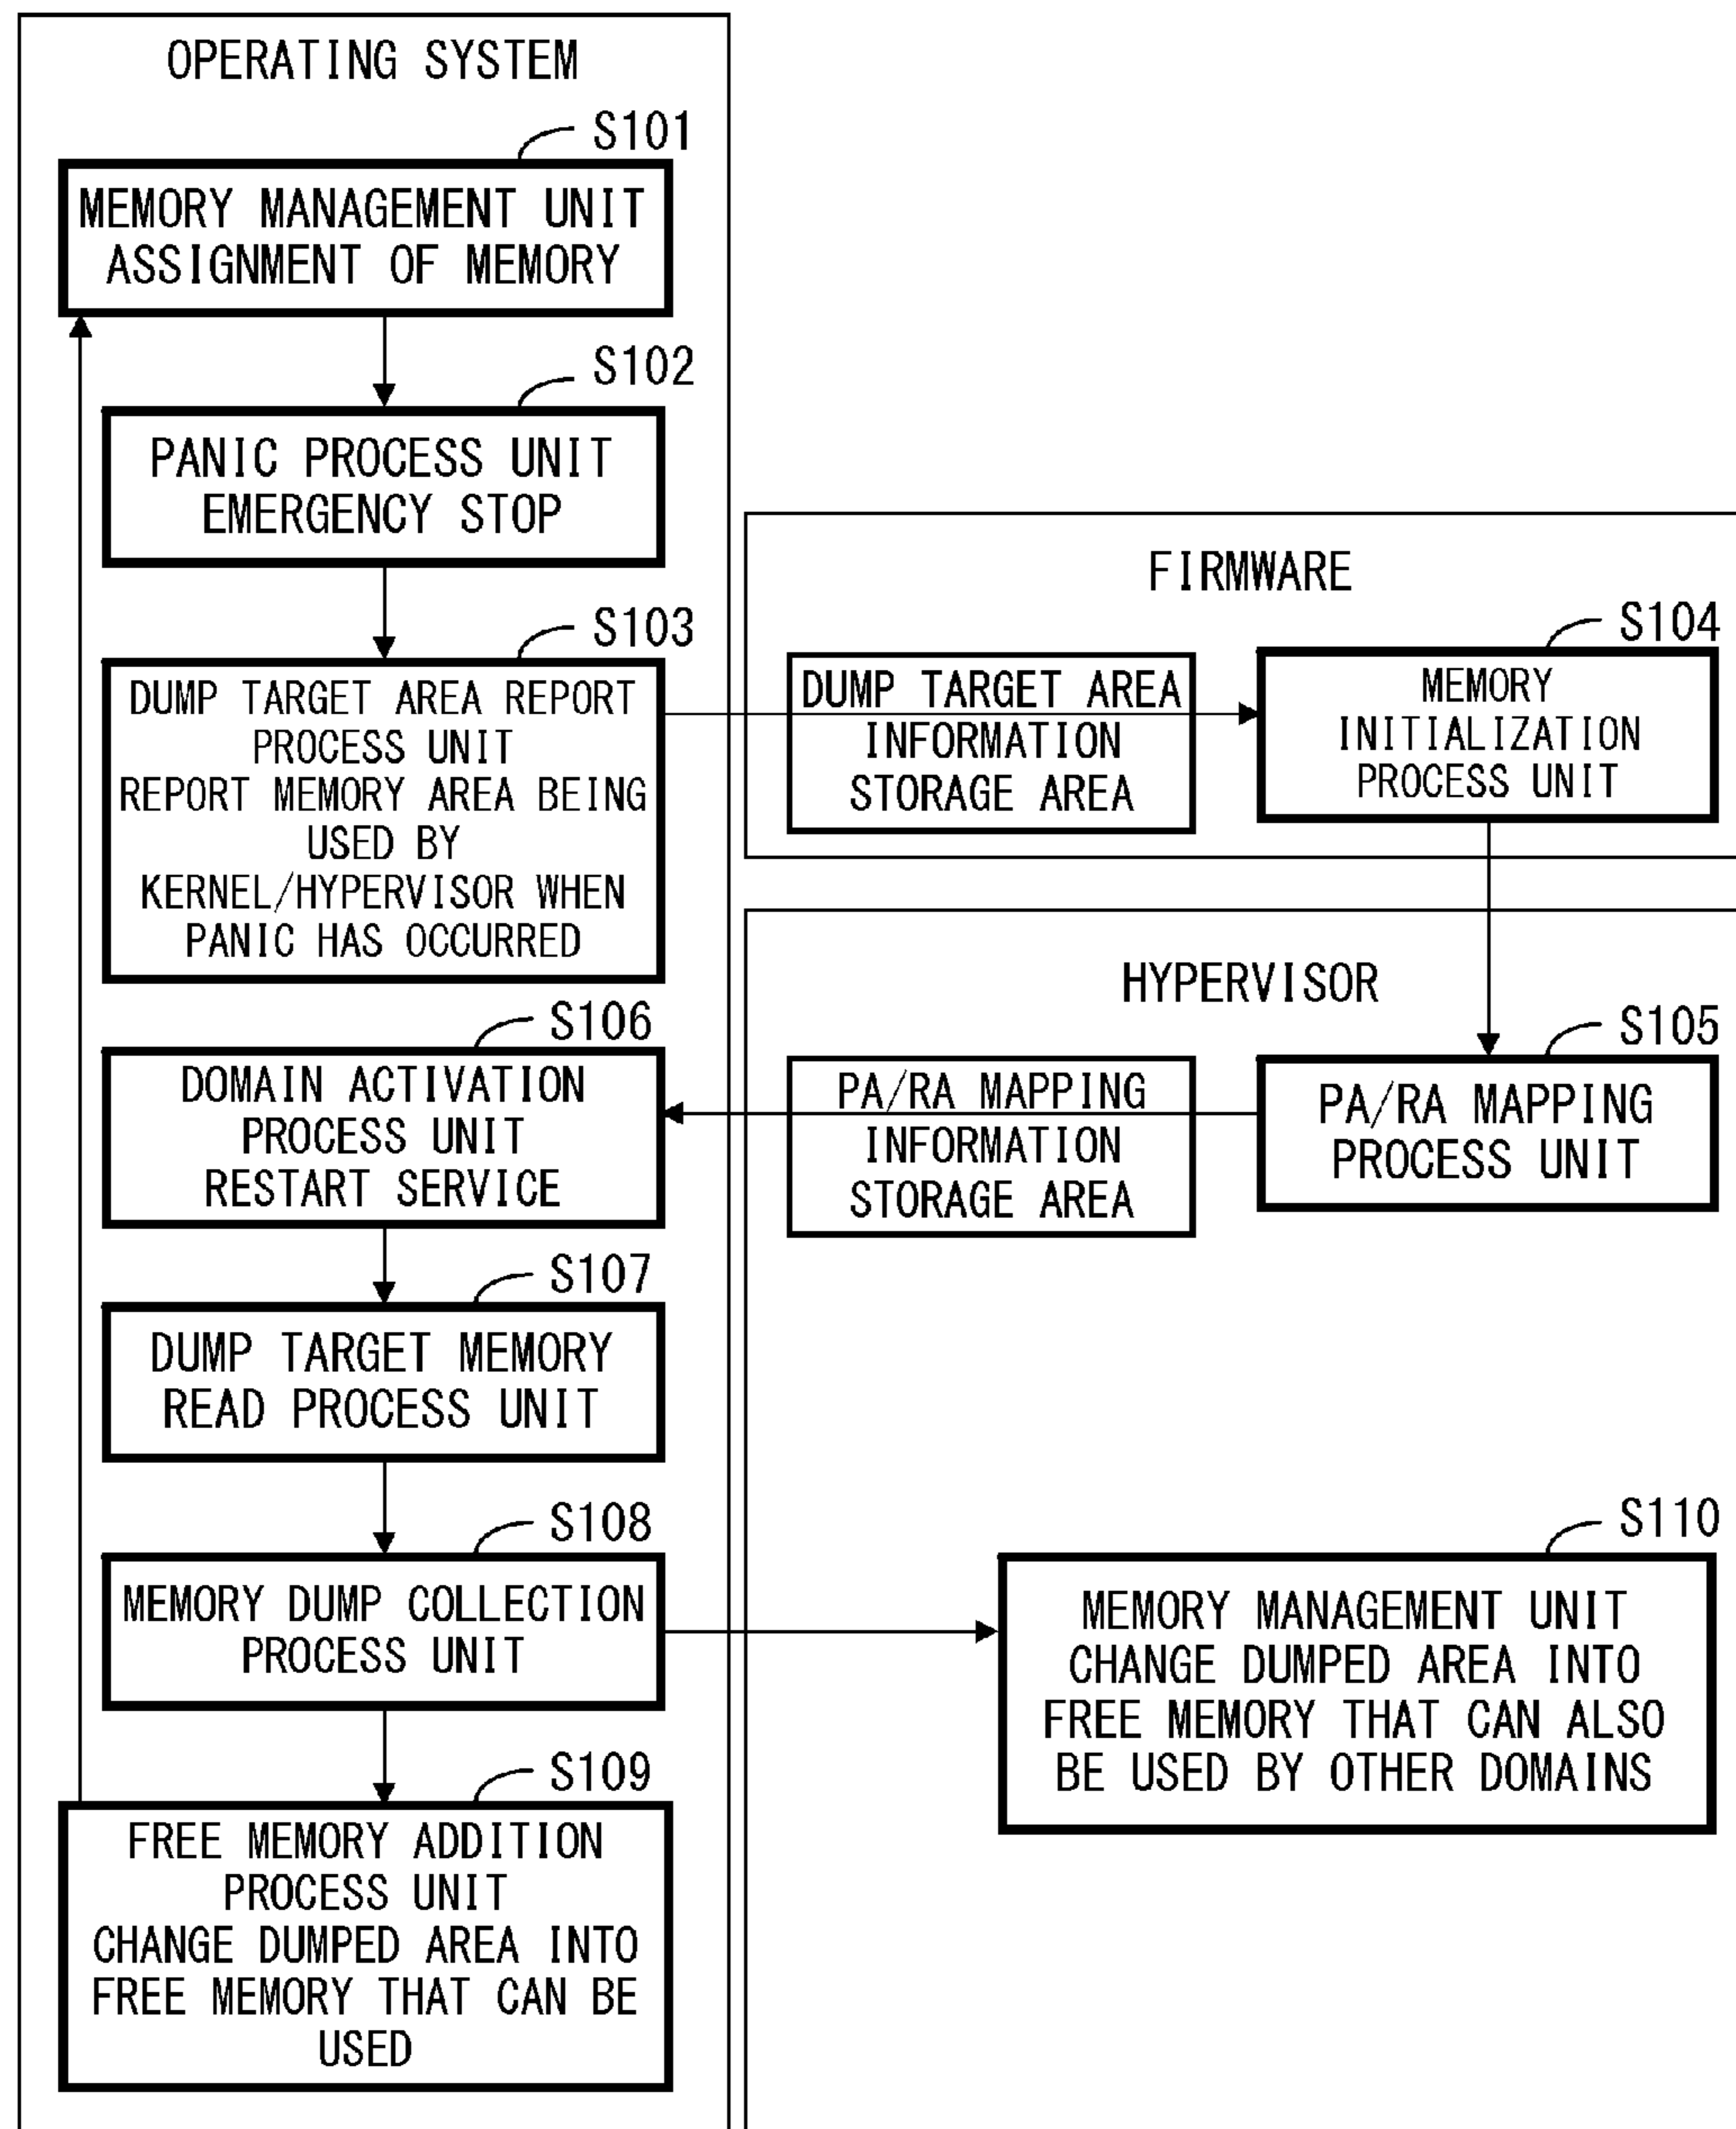 OPERATING SYSTEM
S101
MEMORY MANAGEMENT UNIT
ASSIGNMENT OF MEMORY
S102
PANIC PROCESS UNIT
EMERGENCY STOP
S103
DUMP TARGET AREA REPORT
PROCESS UNIT
REPORT MEMORY AREA BEING
USED BY
KERNEL/HYPERVISOR WHEN
PANIC HAS OCCURRED
FIRMWARE
DUMP TARGET AREA
INFORMATION
STORAGE AREA
S104
MEMORY
INITIALIZATION
PROCESS UNIT
HYPERVISOR
S105
PA/RA MAPPING
PROCESS UNIT
PA/RA MAPPING
INFORMATION
STORAGE AREA
S106
DOMAIN ACTIVATION
PROCESS UNIT
RESTART SERVICE
S107
DUMP TARGET MEMORY
READ PROCESS UNIT
S108
MEMORY DUMP COLLECTION
PROCESS UNIT
S109
FREE MEMORY ADDITION
PROCESS UNIT
CHANGE DUMPED AREA INTO
FREE MEMORY THAT CAN BE
USED
S110
MEMORY MANAGEMENT UNIT
CHANGE DUMPED AREA INTO
FREE MEMORY THAT CAN ALSO
BE USED BY OTHER DOMAINS